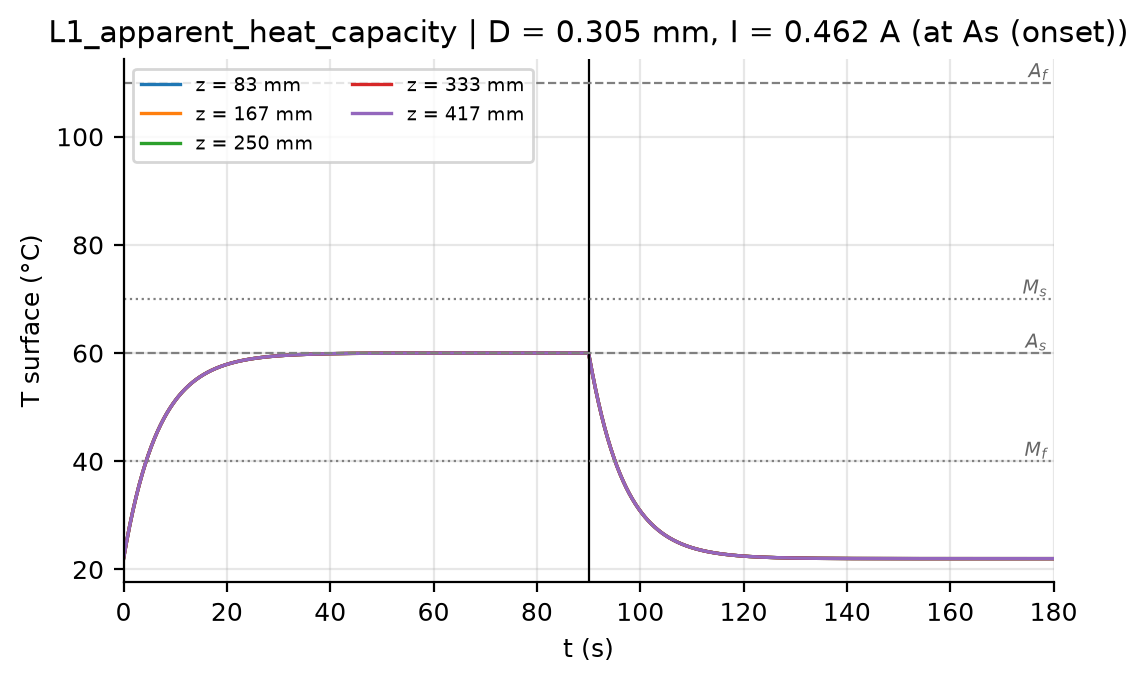 L1_apparent_heat_capacity | D = 0.305 mm, I = 0.462 A (at As (onset))
z = 83 mm
z = 167 mm
z = 250 mm
z = 333 mm
z = 417 mm
A_f
M_s
A_s
M_f
T surface (°C)
100
80
60
40
20
0 20 40 60 80 100 120 140 160 180
t (s)